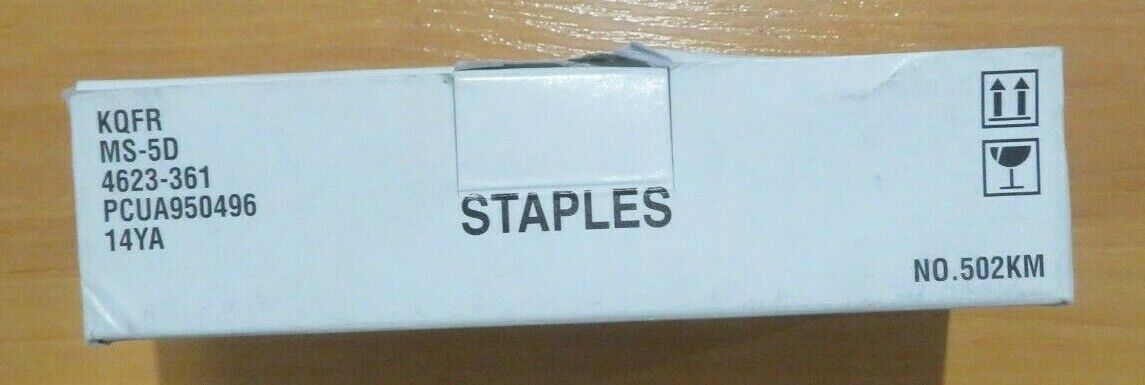 KQFR
MS-5D
4623-361
PCUA950496
14YA
STAPLES
NO.502KM